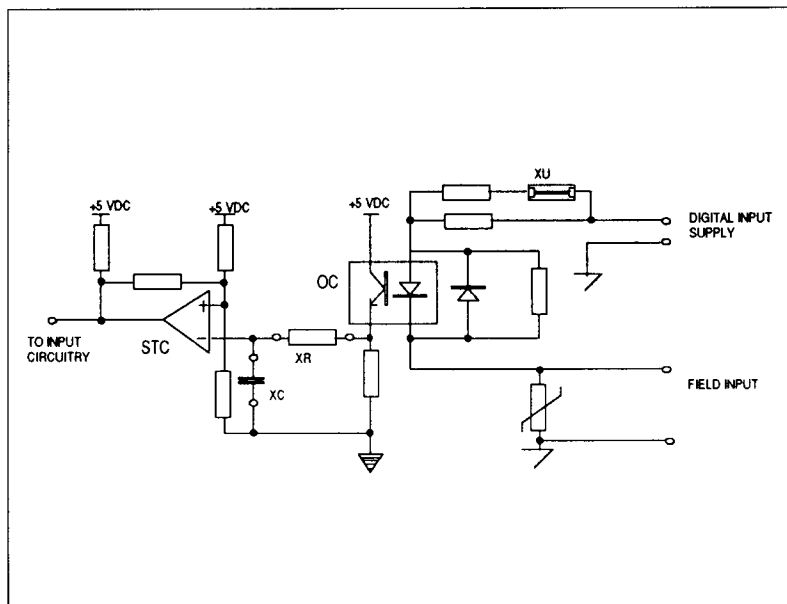 XU
+5 VDC
+5 VDC
+5 VDC
DIGITAL INPUT
SUPPLY
OC
+
−
TO INPUT
CIRCUITRY
STC
XR
XC
FIELD INPUT